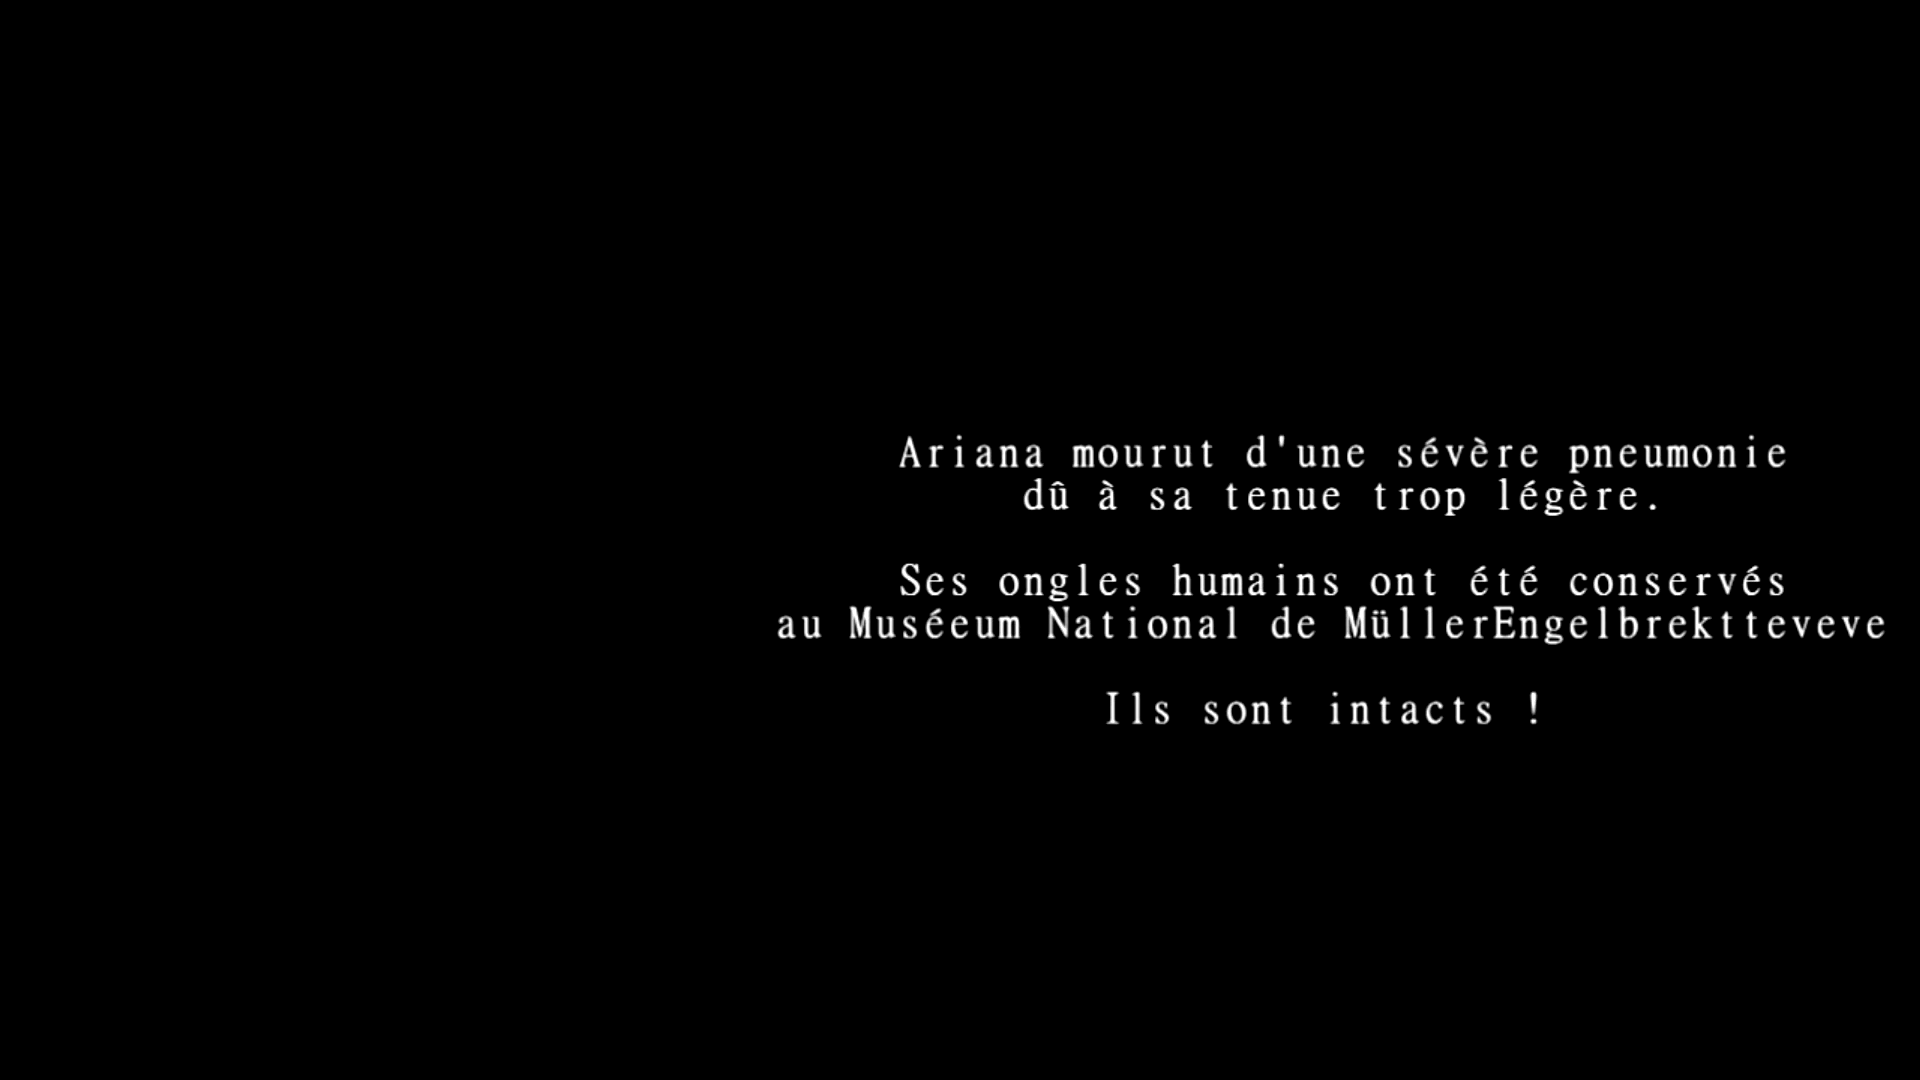 Ariana mourut d'une sévère pneumonie
dû à sa tenue trop légère.
Ses ongles humains ont été conservés
au Muséeum National de MüllerEngelbrektteveve
Ils sont intacts !